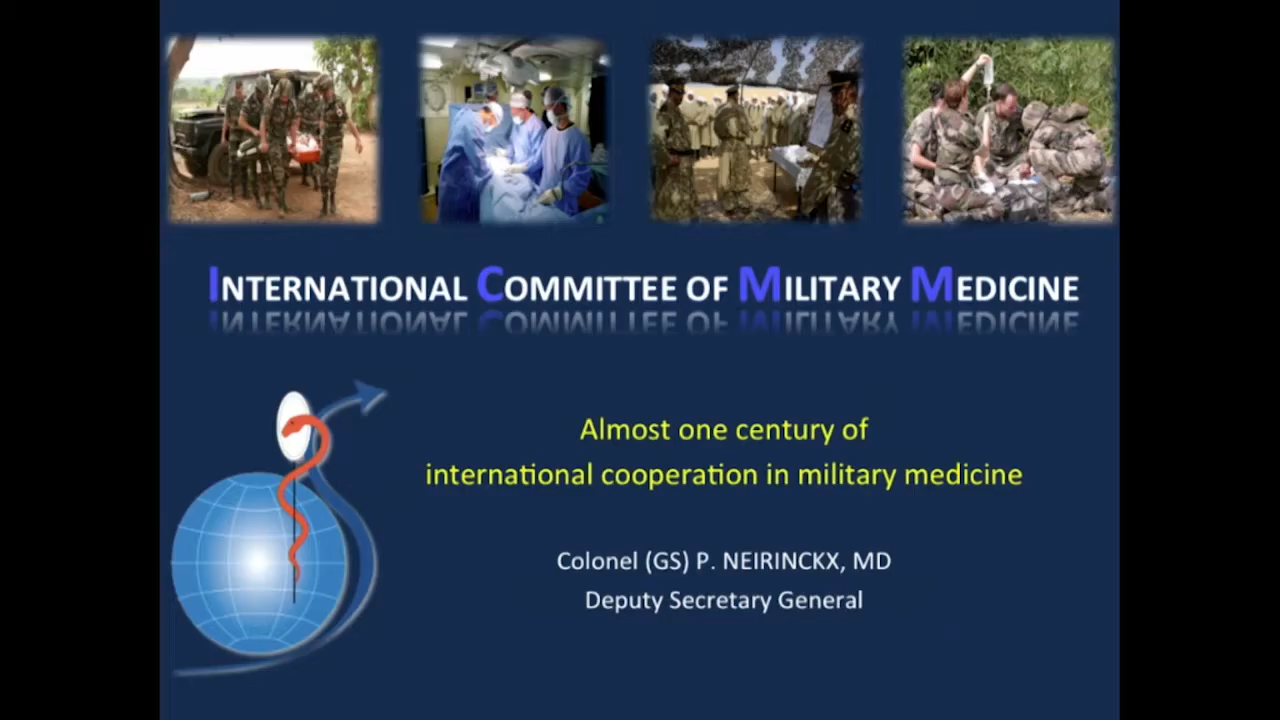 INTERNATIONAL COMMITTEE OF MILITARY MEDICINE
Almost one century of
international cooperation in military medicine
Colonel (GS) P. NEIRINCKX, MD
Deputy Secretary General